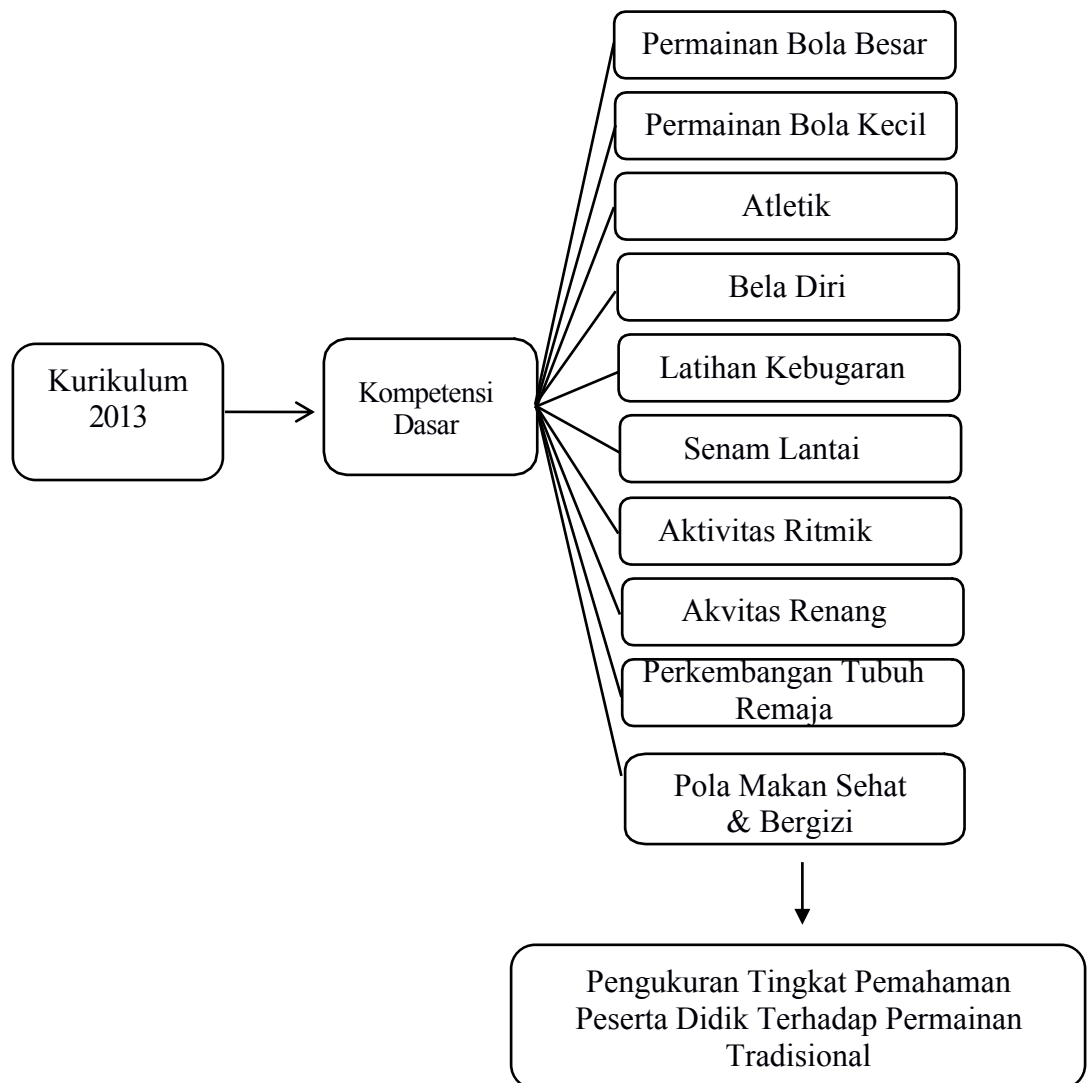 Permainan Bola Besar
Permainan Bola Kecil
Atletik
Bela Diri
Kurikulum
2013
Kompetensi
Dasar
Latihan Kebugaran
Senam Lantai
Aktivitas Ritmik
Akvitas Renang
Perkembangan Tubuh
Remaja
Pola Makan Sehat
& Bergizi
Pengukuran Tingkat Pemahaman
Peserta Didik Terhadap Permainan
Tradisional